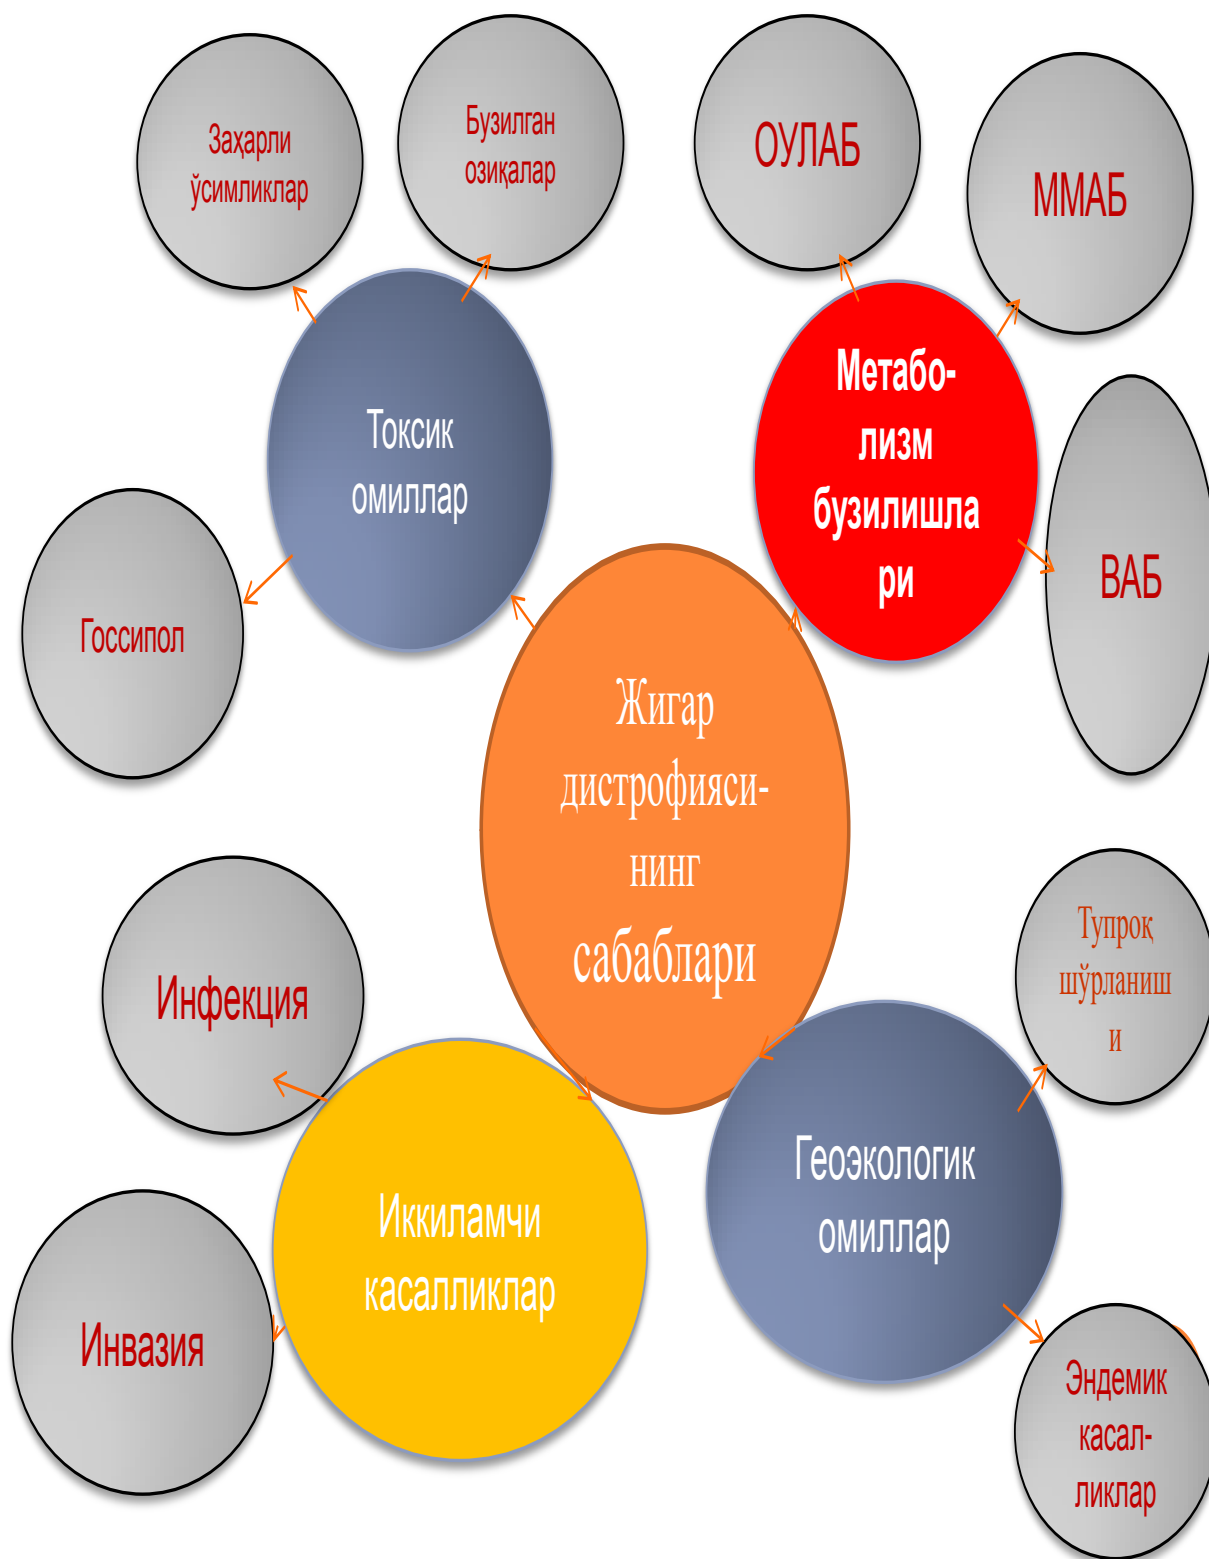 Заҳарли
ўсимликлар
Бузилган
озиқалар
ОУЛАБ
ММАБ
Токсик
омиллар
Метабо-
лизм
бузилишла
ри
Госсипол
ВАБ
Жигар
дистрофияси-
нинг
сабаблари
Инфекция
Тупроқ
шўрланиш
и
Иккиламчи
касалликлар
Геоэкологик
омиллар
Инвазия
Эндемик
касал-
ликлар